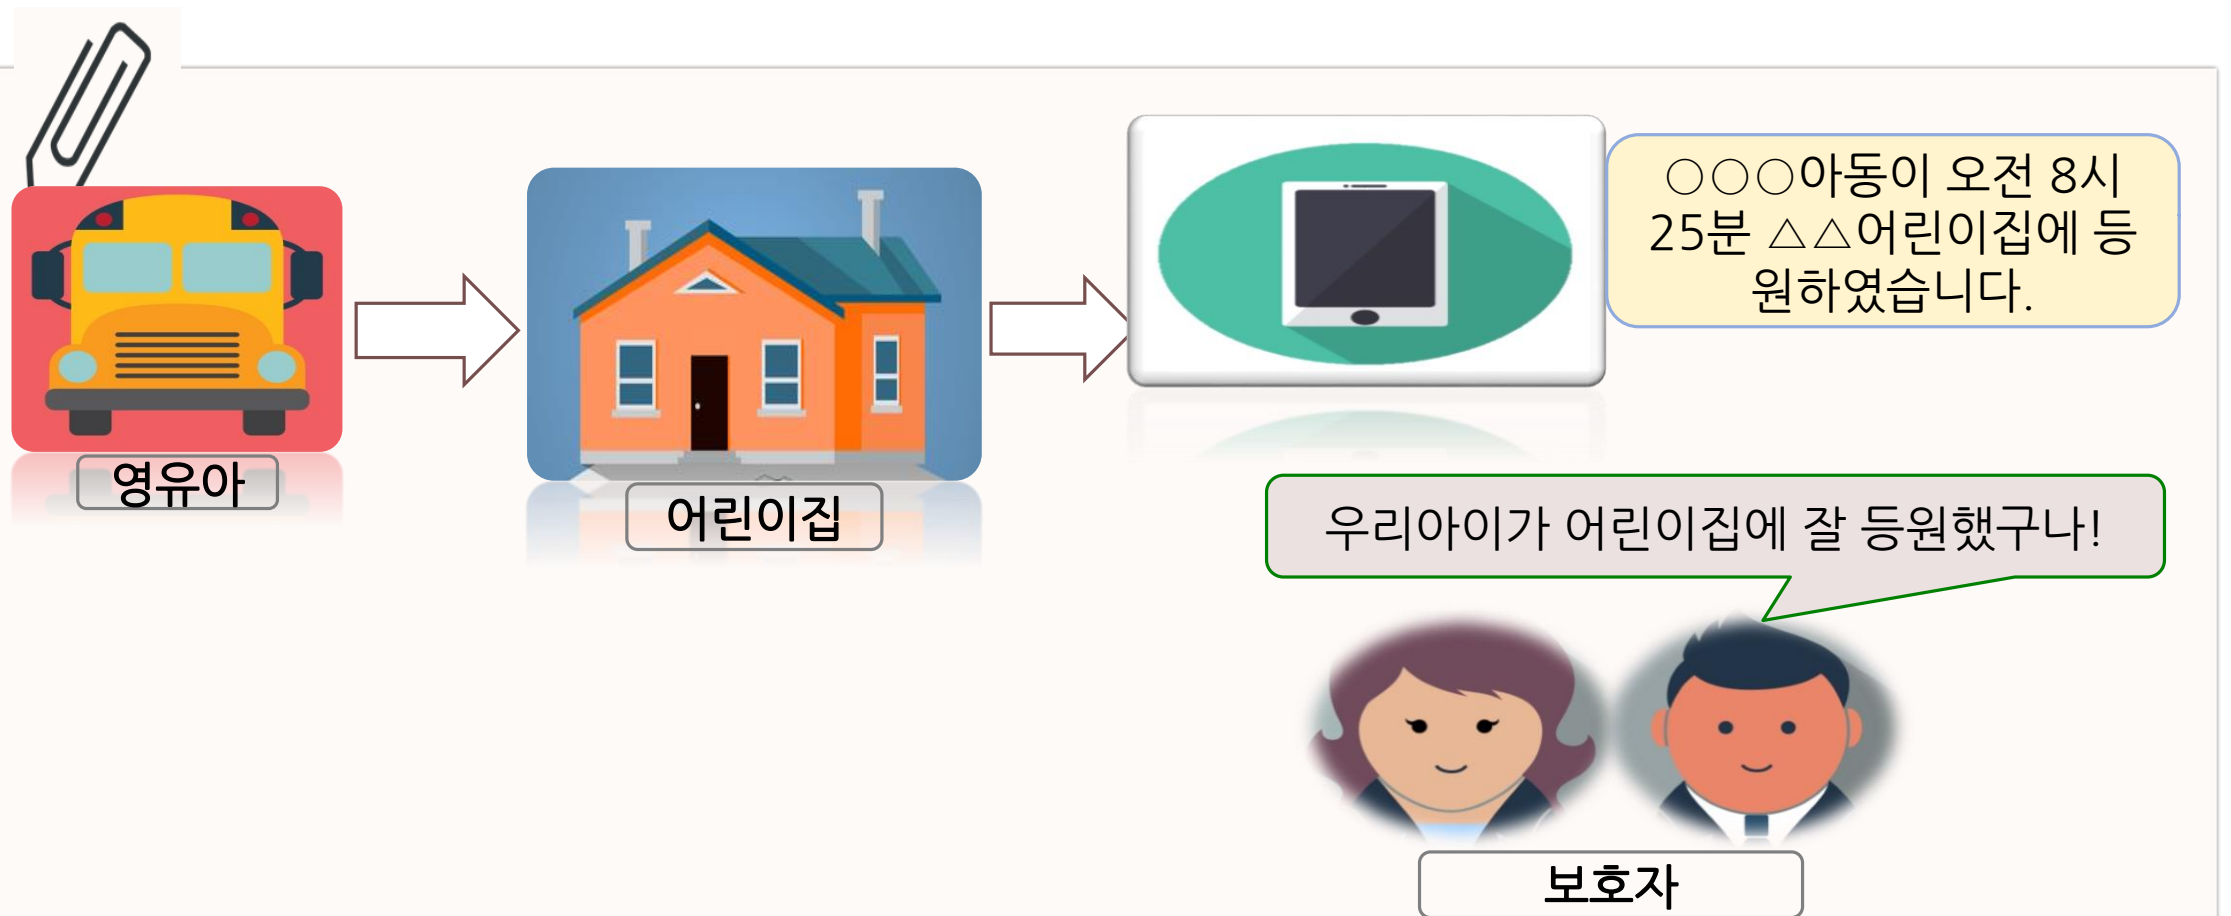 ○○○아동이 오전 8시
25분 △△어린이집에 등
원하였습니다.
영유아
어린이집
우리아이가 어린이집에 잘 등원했구나!
보호자